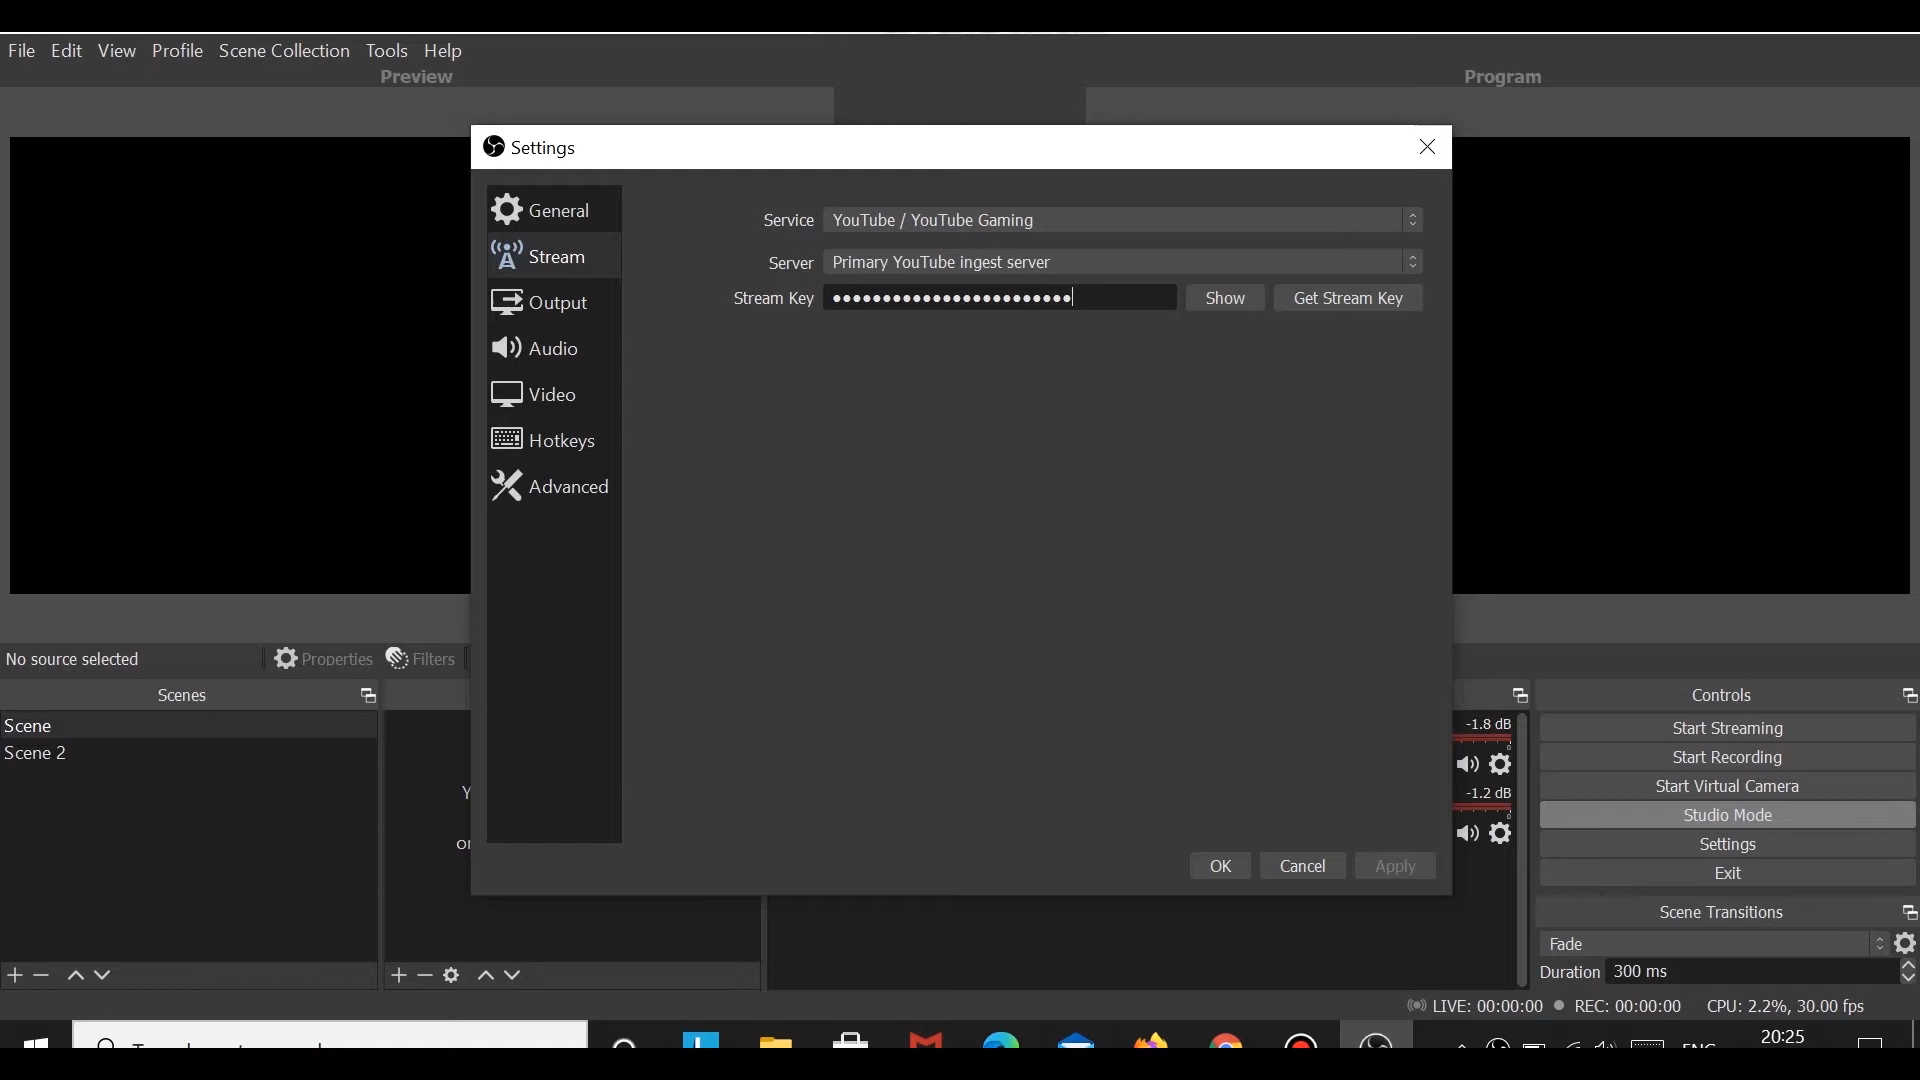 File Edit View Profile Scene Collection Tools Help
Preview
Program
Settings
General
Stream
Output
Audio
Video
Hotkeys
Advanced
Service YouTube / YouTube Gaming
Server Primary YouTube ingest server
Stream Key ●●●●●●●●●●●●●●●●●●●●●●●● Show Get Stream Key
OK Cancel Apply
No source selected Properties Filters
Scenes
Scene
Scene 2
-1.8 dB
-1.2 dB
Controls
Start Streaming
Start Recording
Start Virtual Camera
Studio Mode
Settings
Exit
Scene Transitions
Fade
Duration 300 ms
LIVE: 00:00:00 REC: 00:00:00 CPU: 2.2%, 30.00 fps
ENG 20:25